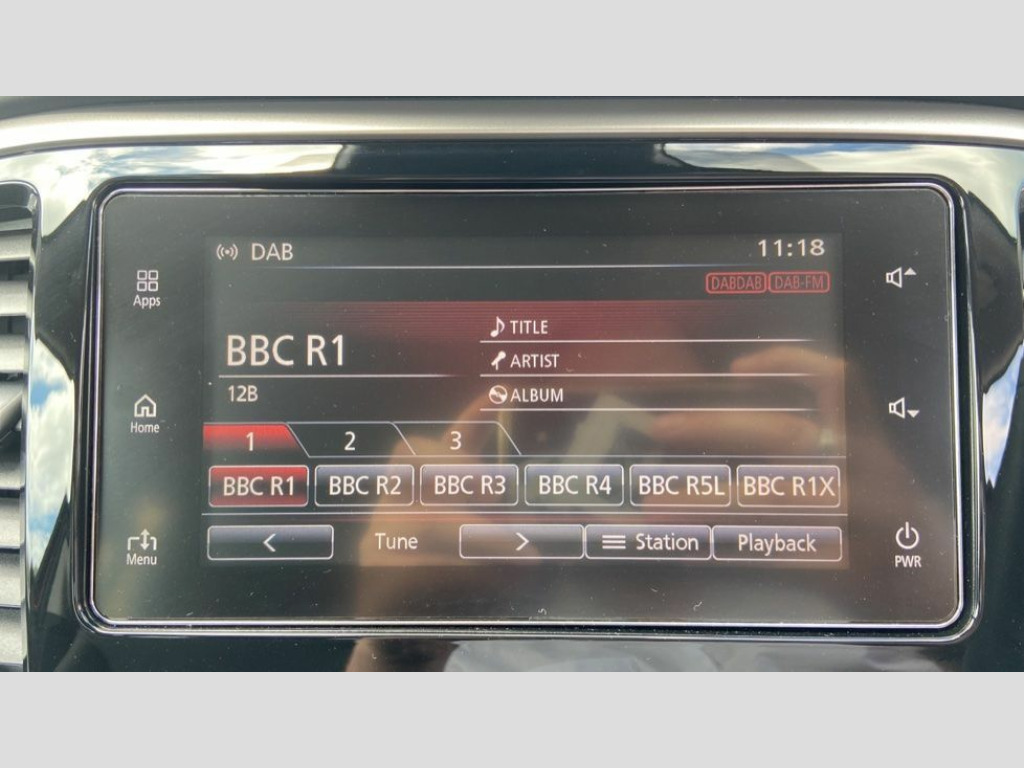 DAB 11:18
DABDAB DAB-FM
Apps
BBC R1
TITLE
ARTIST
12B
ALBUM
Home
1 2 3
BBC R1 BBC R2 BBC R3 BBC R4 BBC R5L BBC R1X
< Tune > Station Playback
Menu
PWR